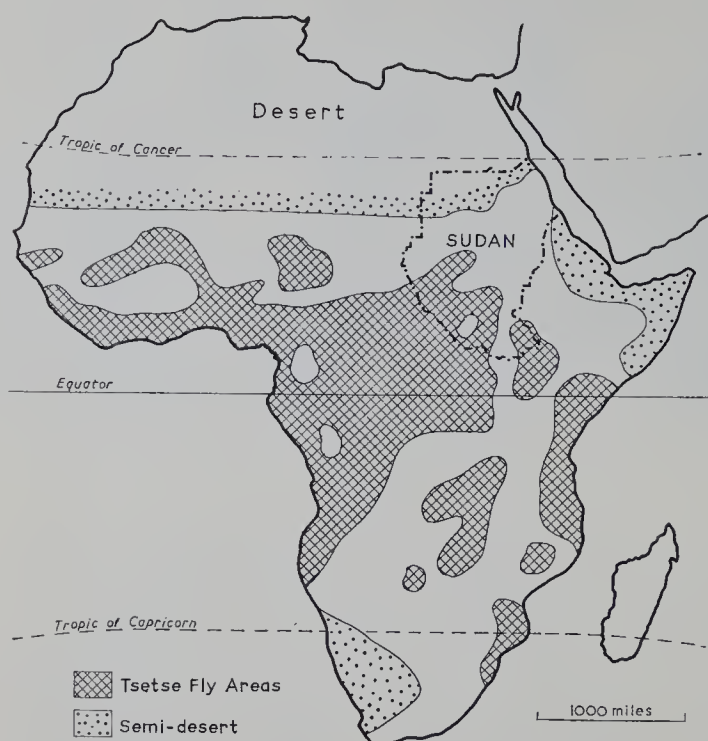 Desert
Tropic of Cancer
SUDAN
Equator
Tropic of Capricorn
Tsetse Fly Areas
Semi-desert
1000 miles